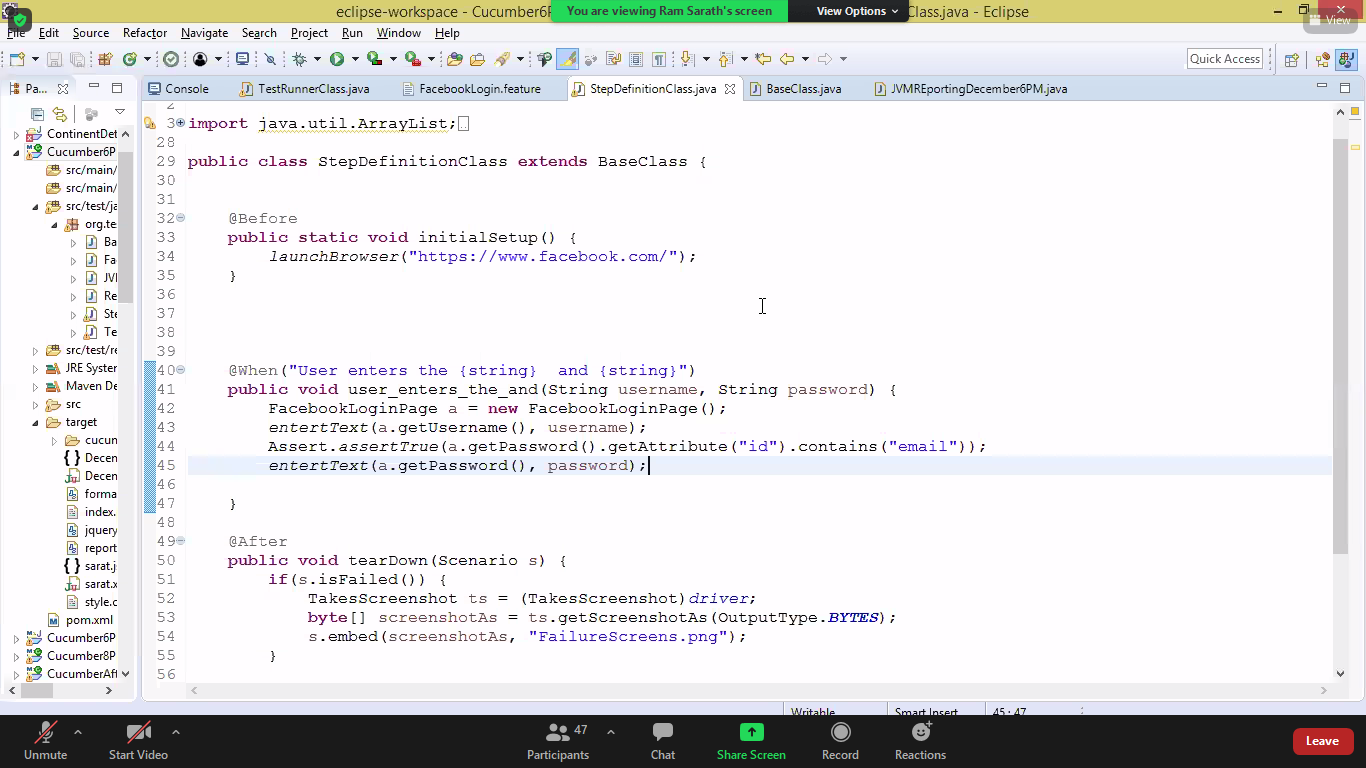 eclipse-workspace - Cucumber6P
You are viewing Ram Sarath's screen
View Options
Class.java - Eclipse
View
File Edit Source Refactor Navigate Search Project Run Window Help
Quick Access
Pa...
Console
TestRunnerClass.java
FacebookLogin.feature
StepDefinitionClass.java
BaseClass.java
JVMREportingDecember6PM.java
ContinentDet
Cucumber6P
src/main/
src/main/
src/test/ja
org.te
Ba
Fa
JV
Re
Ste
Te
src/test/re
JRE System
Maven De
src
target
cucun
Decen
Decen
forma
index.
jquery
report
sarat.js
sarat.x
style.c
pom.xml
Cucumber6P
Cucumber8P
CucumberAft
2
3 import java.util.ArrayList;
28
29 public class StepDefinitionClass extends BaseClass {
30
31
32 @Before
33 public static void initialSetup() {
34 launchBrowser("https://www.facebook.com/");
35 }
36
37
38
39
40 @When("User enters the {string}  and {string}")
41 public void user_enters_the_and(String username, String password) {
42 FacebookLoginPage a = new FacebookLoginPage();
43 entertText(a.getUsername(), username);
44 Assert.assertTrue(a.getPassword().getAttribute("id").contains("email"));
45 entertText(a.getPassword(), password);
46
47 }
48
49 @After
50 public void tearDown(Scenario s) {
51 if(s.isFailed()) {
52 TakesScreenshot ts = (TakesScreenshot)driver;
53 byte[] screenshotAs = ts.getScreenshotAs(OutputType.BYTES);
54 s.embed(screenshotAs, "FailureScreens.png");
55 }
56
Writable
Smart Insert
45 : 47
Unmute
Start Video
47
Participants
Chat
Share Screen
Record
Reactions
Leave